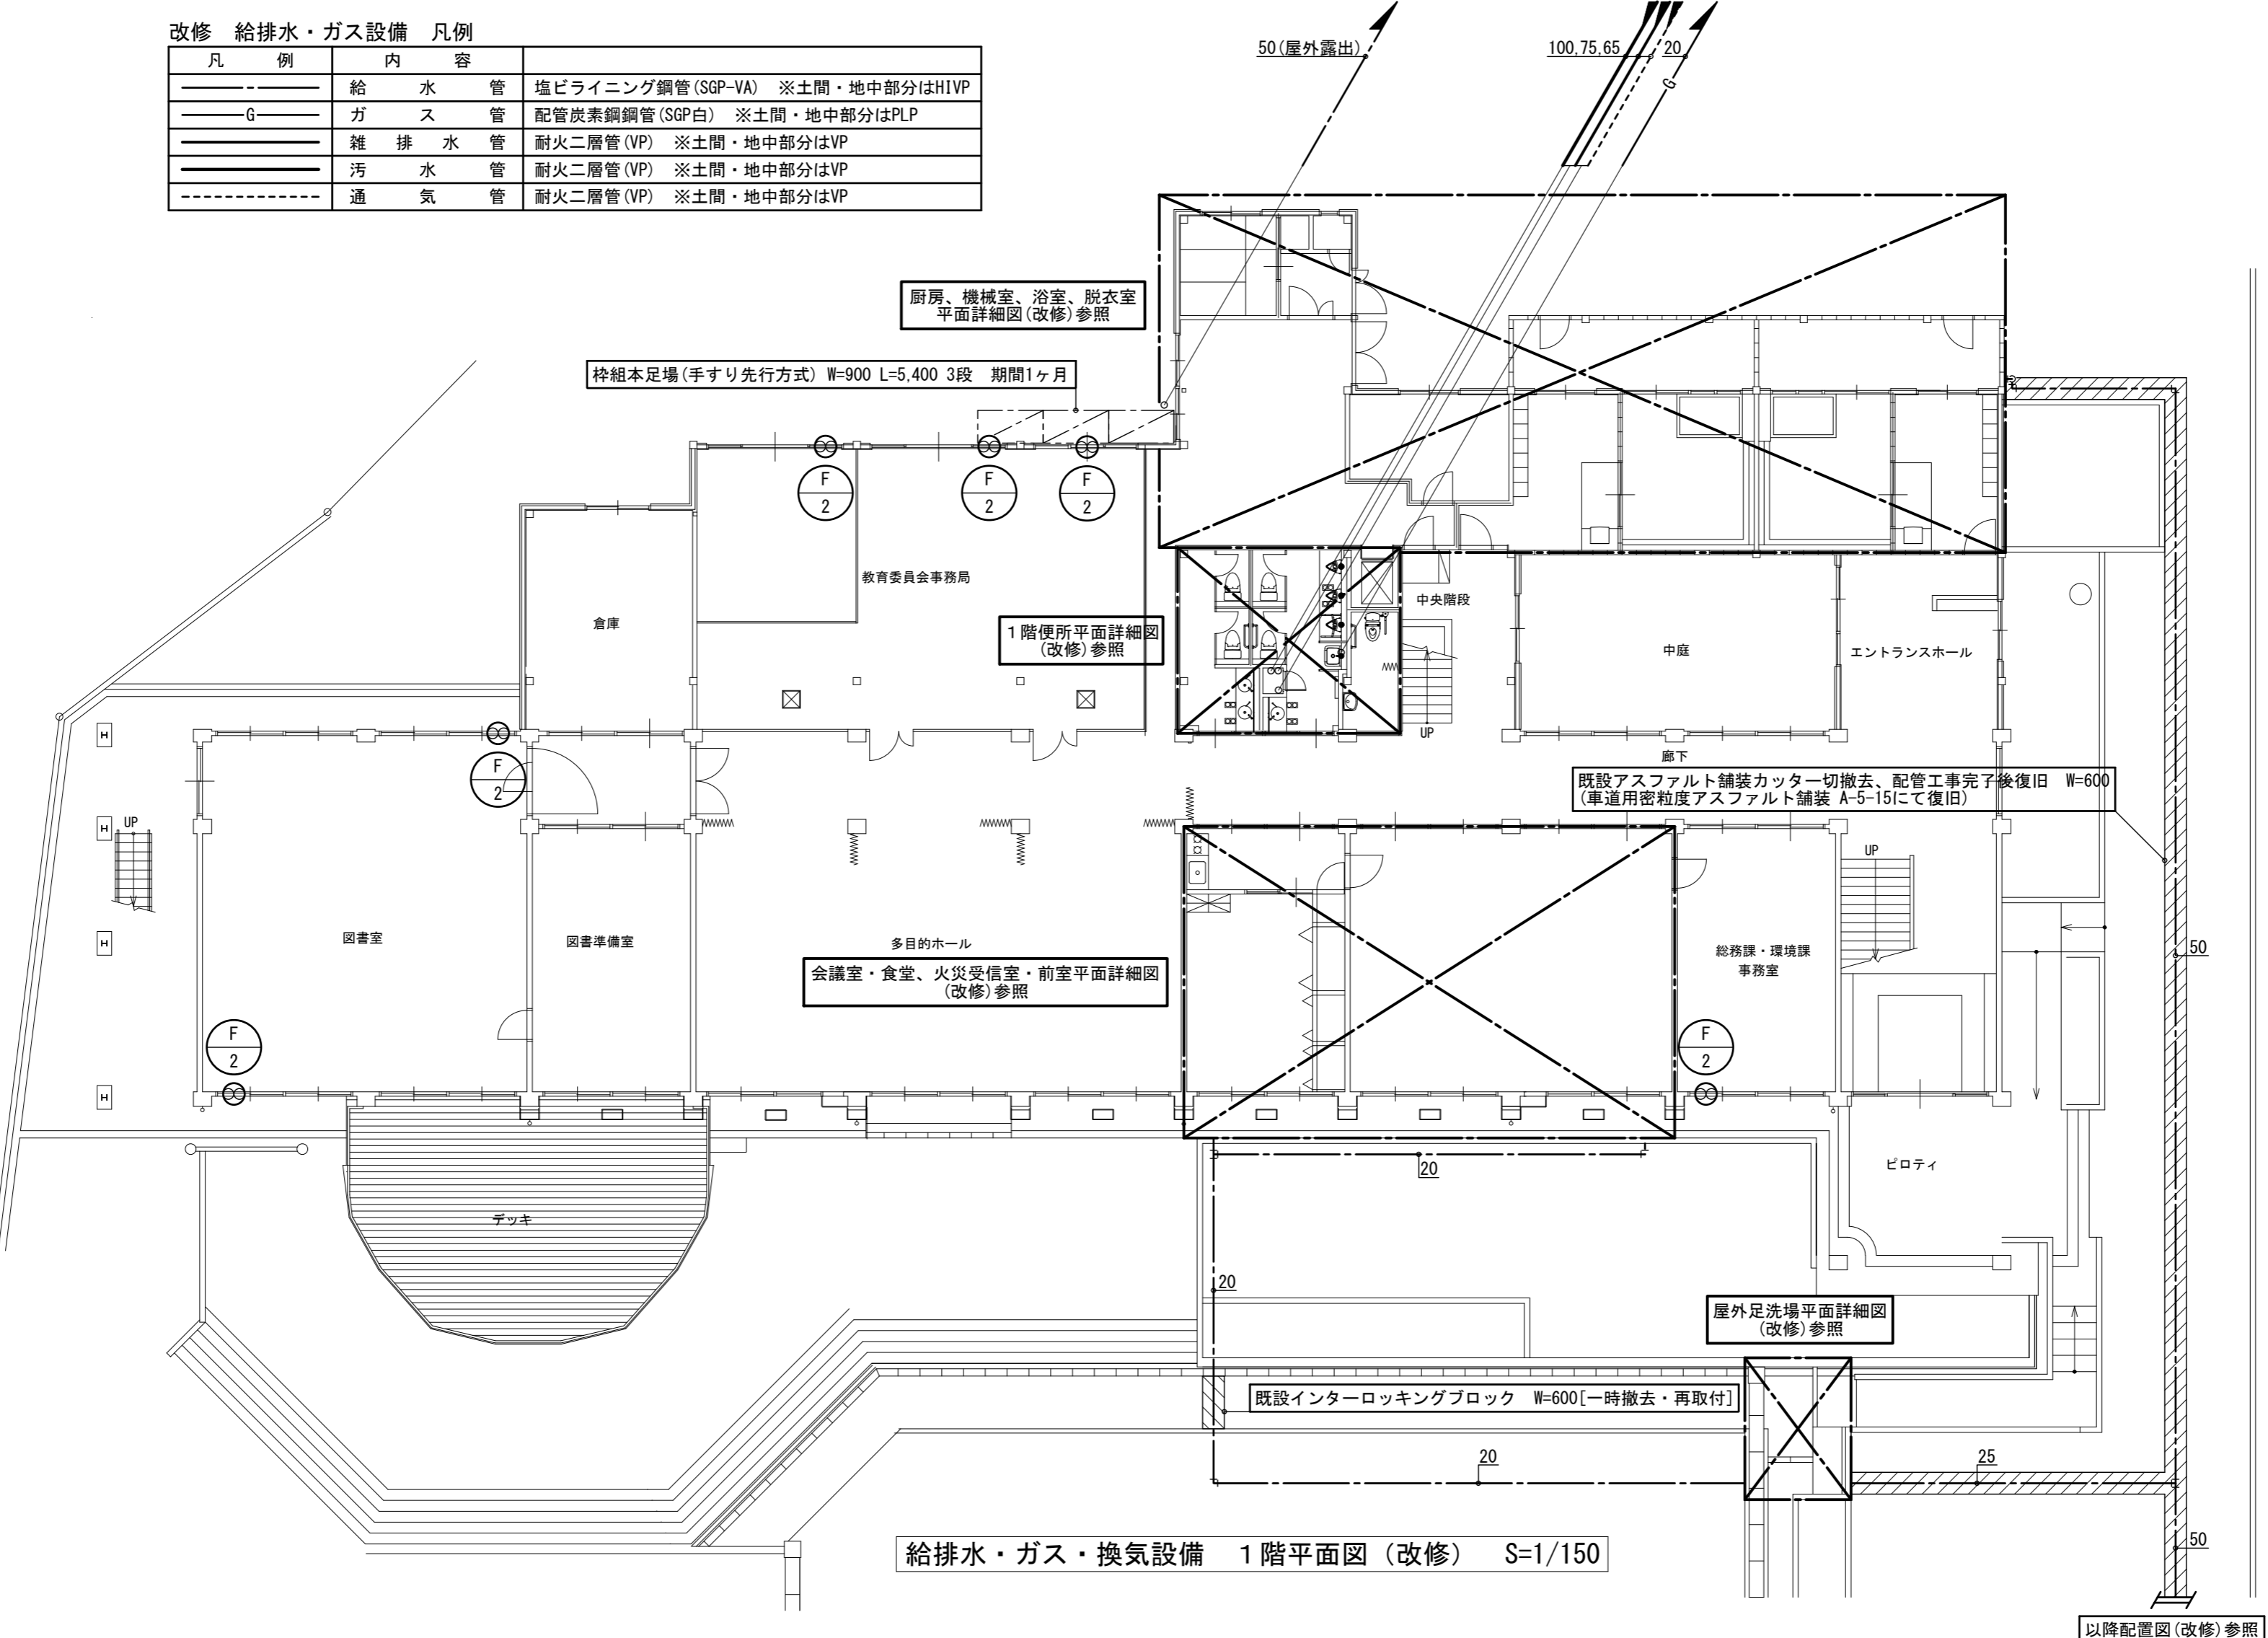 改修　給排水・ガス設備　凡例
凡　例　内　容
給　水　管　塩ビライニング鋼管(SGP-VA)　※土間・地中部分はHIVP
G　ガ　ス　管　配管炭素鋼鋼管(SGP白)　※土間・地中部分はPLP
雑　排　水　管　耐火二層管(VP)　※土間・地中部分はVP
汚　水　管　耐火二層管(VP)　※土間・地中部分はVP
通　気　管　耐火二層管(VP)　※土間・地中部分はVP
50(屋外露出)
100,75,65
20
G
厨房、機械室、浴室、脱衣室
平面詳細図(改修)参照
枠組本足場(手すり先行方式) W=900 L=5,400 3段　期間1ヶ月
F
2
F
2
F
2
教育委員会事務局
倉庫
1階便所平面詳細図
(改修)参照
中央階段
UP
中庭
エントランスホール
廊下
既設アスファルト舗装カッター切撤去、配管工事完了後復旧　W=600
(車道用密粒度アスファルト舗装 A-5-15にて復旧)
H
F
2
H
UP
H
H
図書室
図書準備室
多目的ホール
会議室・食堂、火災受信室・前室平面詳細図
(改修)参照
UP
総務課・環境課
事務室
50
F
2
F
2
20
ピロティ
デッキ
20
屋外足洗場平面詳細図
(改修)参照
既設インターロッキングブロック　W=600[一時撤去・再取付]
20
25
50
給排水・ガス・換気設備　1階平面図（改修）　S=1/150
以降配置図(改修)参照